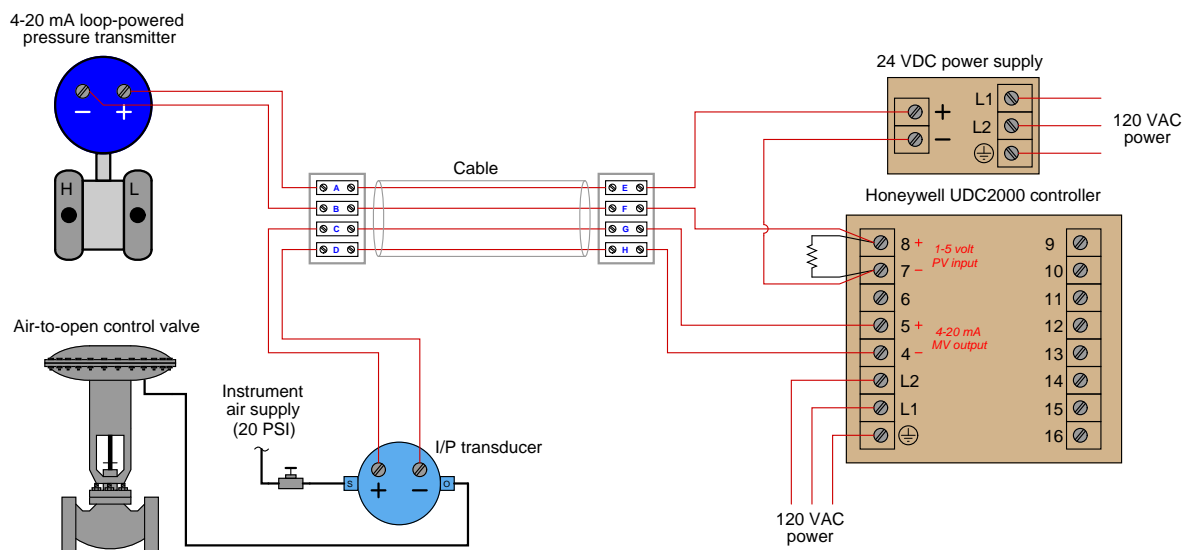 4-20 mA loop-powered
pressure transmitter
− +
H L
Cable
A
B
C
D
E
F
G
H
24 VDC power supply
+
−
L1
L2
120 VAC
power
Honeywell UDC2000 controller
8 +
1-5 volt
PV input
7 −
6
5 +
4-20 mA
MV output
4 −
L2
L1
9
10
11
12
13
14
15
16
120 VAC
power
Air-to-open control valve
Instrument
air supply
(20 PSI)
I/P transducer
S + − O